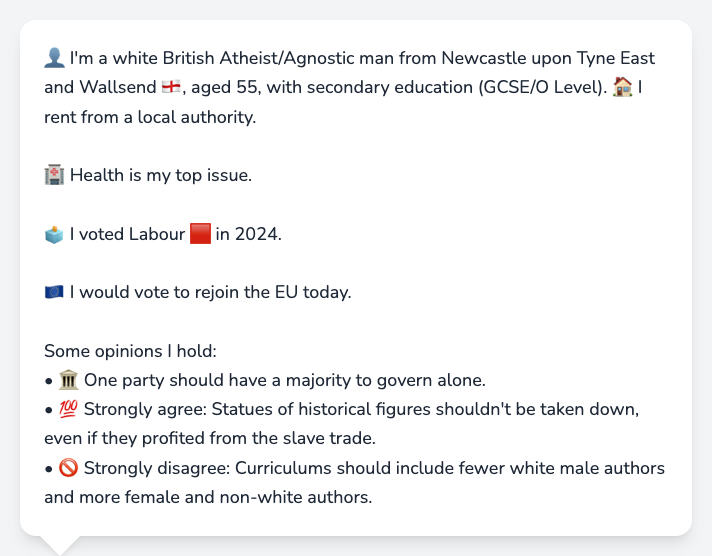 👤 I'm a white British Atheist/Agnostic man from Newcastle upon Tyne East
and Wallsend 🏴󠁧󠁢󠁥󠁮󠁧󠁿, aged 55, with secondary education (GCSE/O Level). 🏠 I
rent from a local authority.
🏥 Health is my top issue.
🗳️ I voted Labour 🟥 in 2024.
🇪🇺 I would vote to rejoin the EU today.
Some opinions I hold:
• 🏛️ One party should have a majority to govern alone.
• 💯 Strongly agree: Statues of historical figures shouldn't be taken down,
even if they profited from the slave trade.
• 🚫 Strongly disagree: Curriculums should include fewer white male authors
and more female and non-white authors.